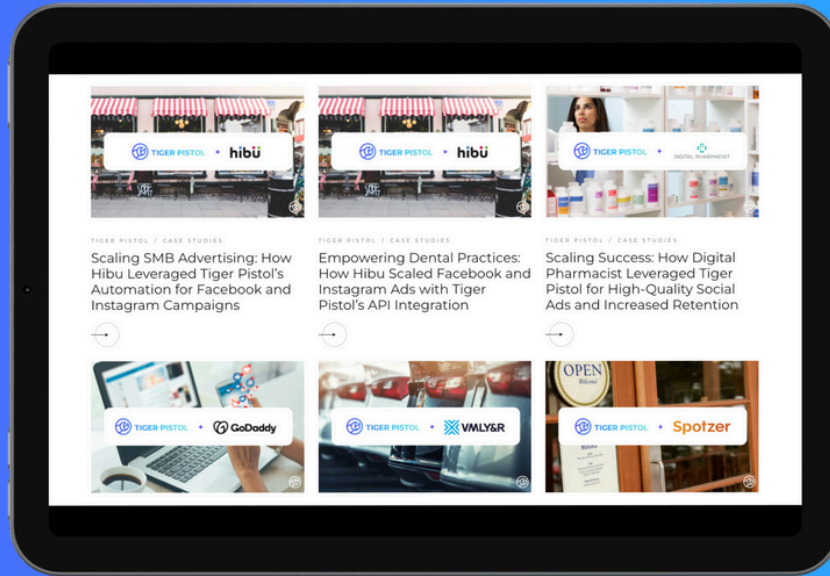 TIGER PISTOL + hibü
TIGER PISTOL + hibü
TIGER PISTOL + DIGITAL PHARMACIST
TIGER PISTOL / CASE STUDIES
Scaling SMB Advertising: How
Hibu Leveraged Tiger Pistol's
Automation for Facebook and
Instagram Campaigns
TIGER PISTOL / CASE STUDIES
Empowering Dental Practices:
How Hibu Scaled Facebook and
Instagram Ads with Tiger
Pistol's API Integration
TIGER PISTOL / CASE STUDIES
Scaling Success: How Digital
Pharmacist Leveraged Tiger
Pistol for High-Quality Social
Ads and Increased Retention
TIGER PISTOL + GoDaddy
TIGER PISTOL + VMLY&R
OPEN
Welcome
TIGER PISTOL + Spotzer